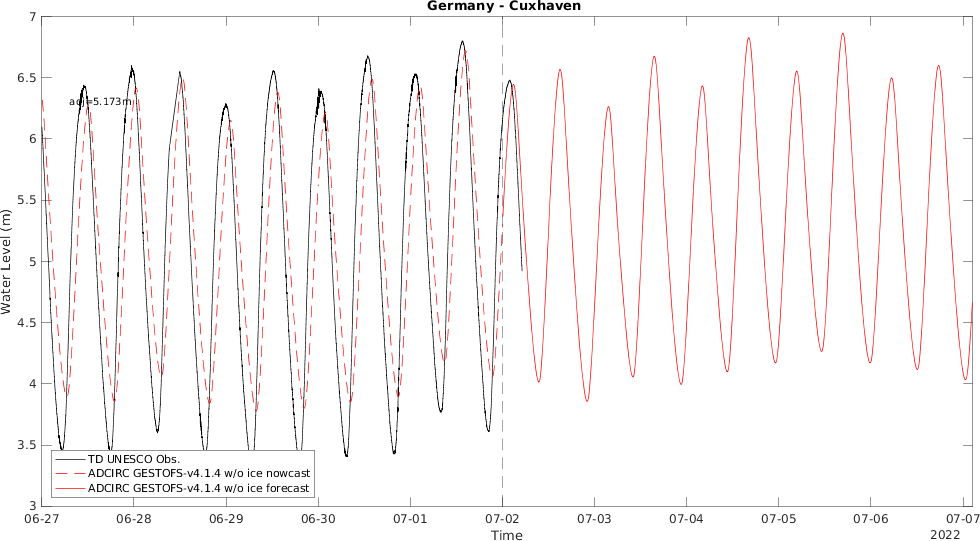 Germany - Cuxhaven
7
6.5
6
5.5
5
4.5
4
3.5
3
Water Level (m)
adj=5.173m
TD UNESCO Obs.
ADCIRC GESTOFS-v4.1.4 w/o ice nowcast
ADCIRC GESTOFS-v4.1.4 w/o ice forecast
06-27 06-28 06-29 06-30 07-01 07-02 07-03 07-04 07-05 07-06 07-07
Time
2022